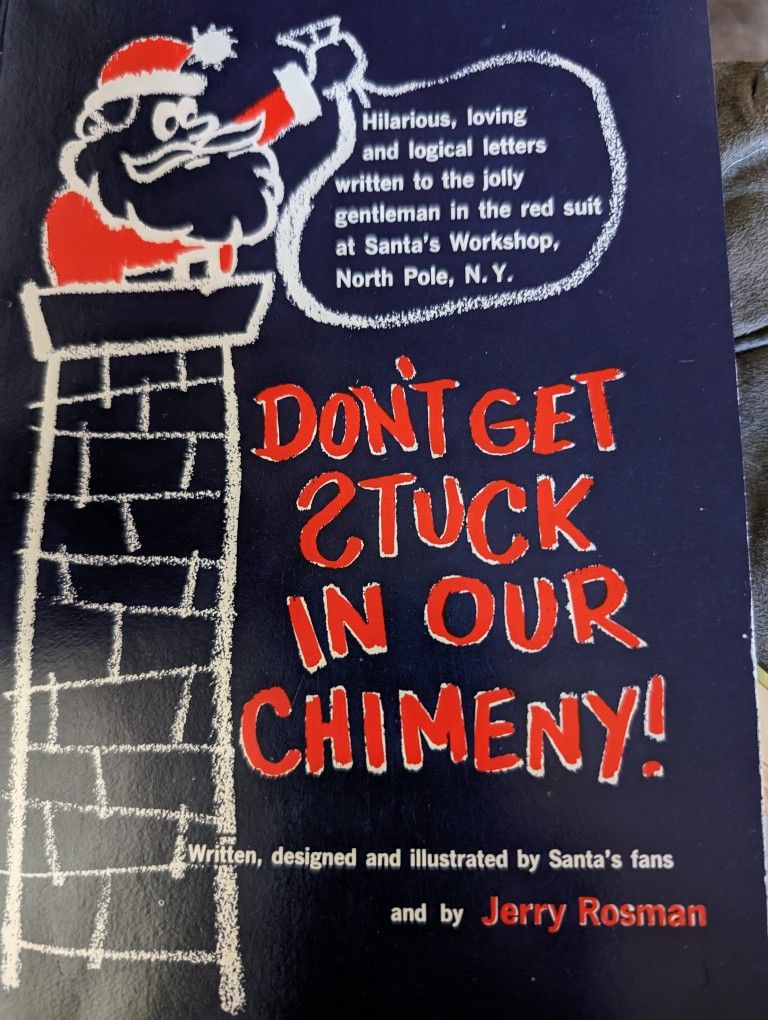 Hilarious, loving
and logical letters
written to the jolly
gentleman in the red suit
at Santa's Workshop,
North Pole, N.Y.
DON'T GET
STUCK
IN OUR
CHIMENY!
Written, designed and illustrated by Santa's fans
and by Jerry Rosman